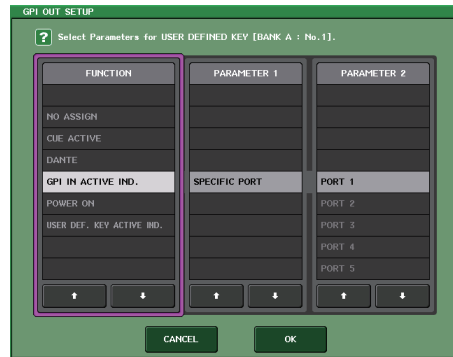 GPI OUT SETUP
? Select Parameters for USER DEFINED KEY [BANK A : No.1].
FUNCTION
NO ASSIGN
CUE ACTIVE
DANTE
GPI IN ACTIVE IND.
POWER ON
USER DEF. KEY ACTIVE IND.
PARAMETER 1
SPECIFIC PORT
PARAMETER 2
PORT 1
PORT 2
PORT 3
PORT 4
PORT 5
CANCEL
OK